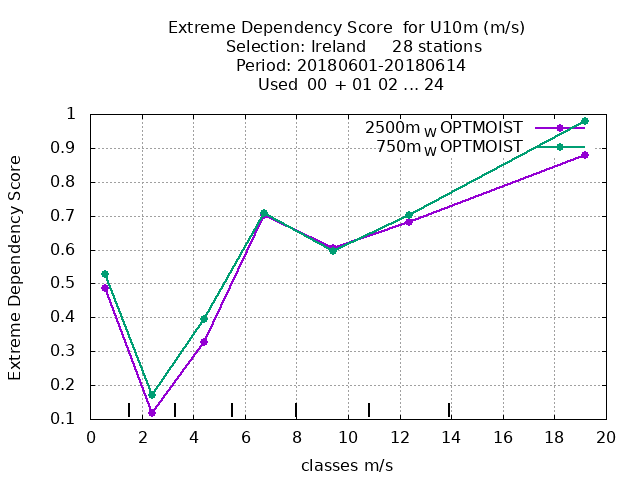 Extreme Dependency Score  for U10m (m/s)
Selection: Ireland     28 stations
Period: 20180601-20180614
Used  00  + 01 02 ... 24
2500m W OPTMOIST
750m W OPTMOIST
Extreme Dependency Score
1
0.9
0.8
0.7
0.6
0.5
0.4
0.3
0.2
0.1
0 2 4 6 8 10 12 14 16 18 20
classes m/s